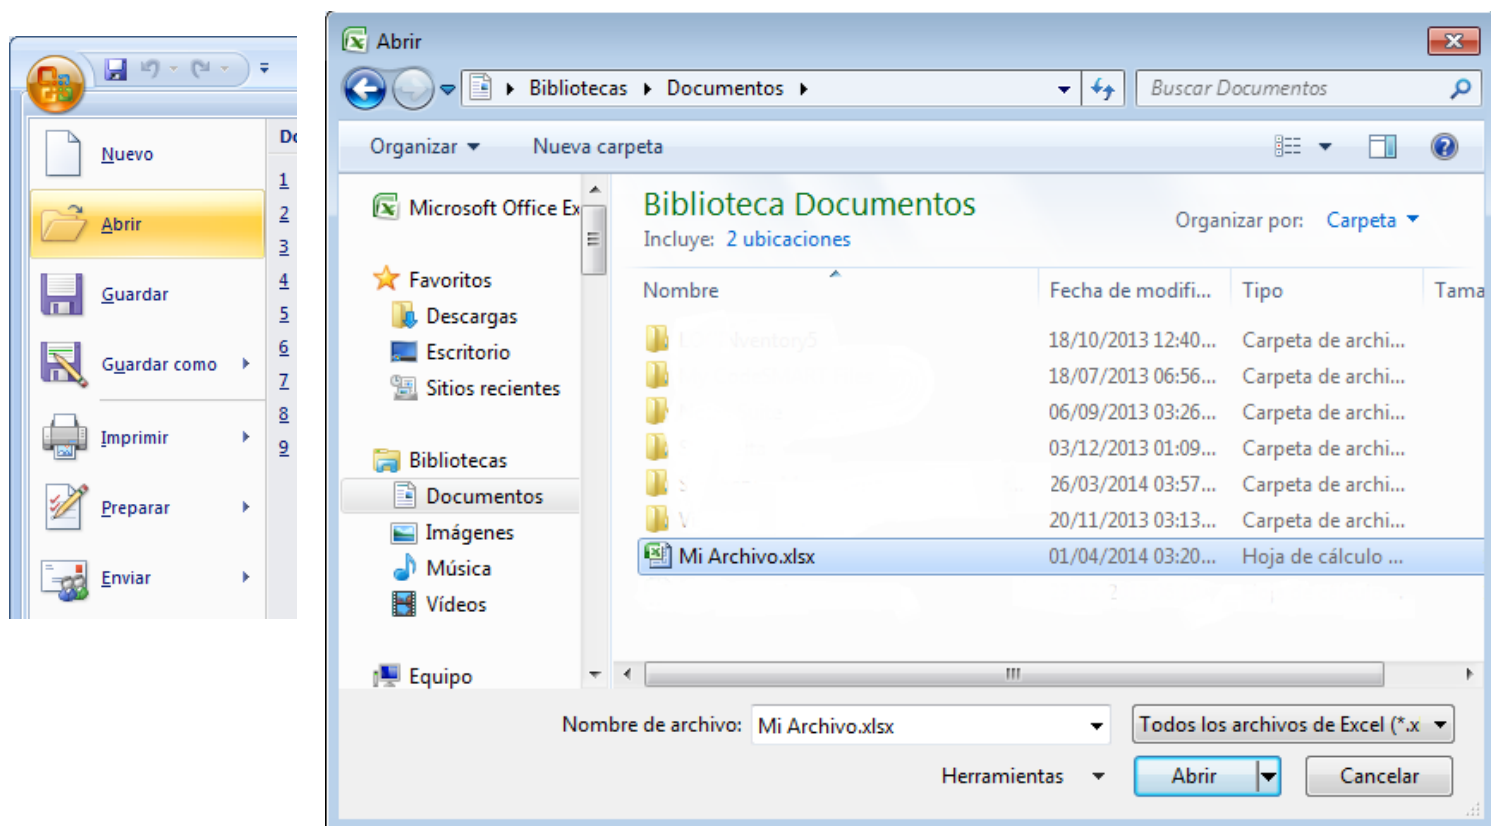 Nuevo
Abrir
Guardar
Guardar como
Imprimir
Preparar
Enviar
1
2
3
4
5
6
7
8
9
Abrir
Bibliotecas Documentos
Buscar Documentos
Organizar Nueva carpeta
Microsoft Office Ex
Favoritos
Descargas
Escritorio
Sitios recientes
Bibliotecas
Documentos
Imágenes
Música
Vídeos
Equipo
Biblioteca Documentos
Incluye: 2 ubicaciones
Organizar por: Carpeta
Nombre Fecha de modifi... Tipo Tama
18/10/2013 12:40... Carpeta de archi...
18/07/2013 06:56... Carpeta de archi...
06/09/2013 03:26... Carpeta de archi...
03/12/2013 01:09... Carpeta de archi...
26/03/2014 03:57... Carpeta de archi...
20/11/2013 03:13... Carpeta de archi...
Mi Archivo.xlsx 01/04/2014 03:20... Hoja de cálculo ...
Nombre de archivo: Mi Archivo.xlsx Todos los archivos de Excel (*.x
Herramientas Abrir Cancelar